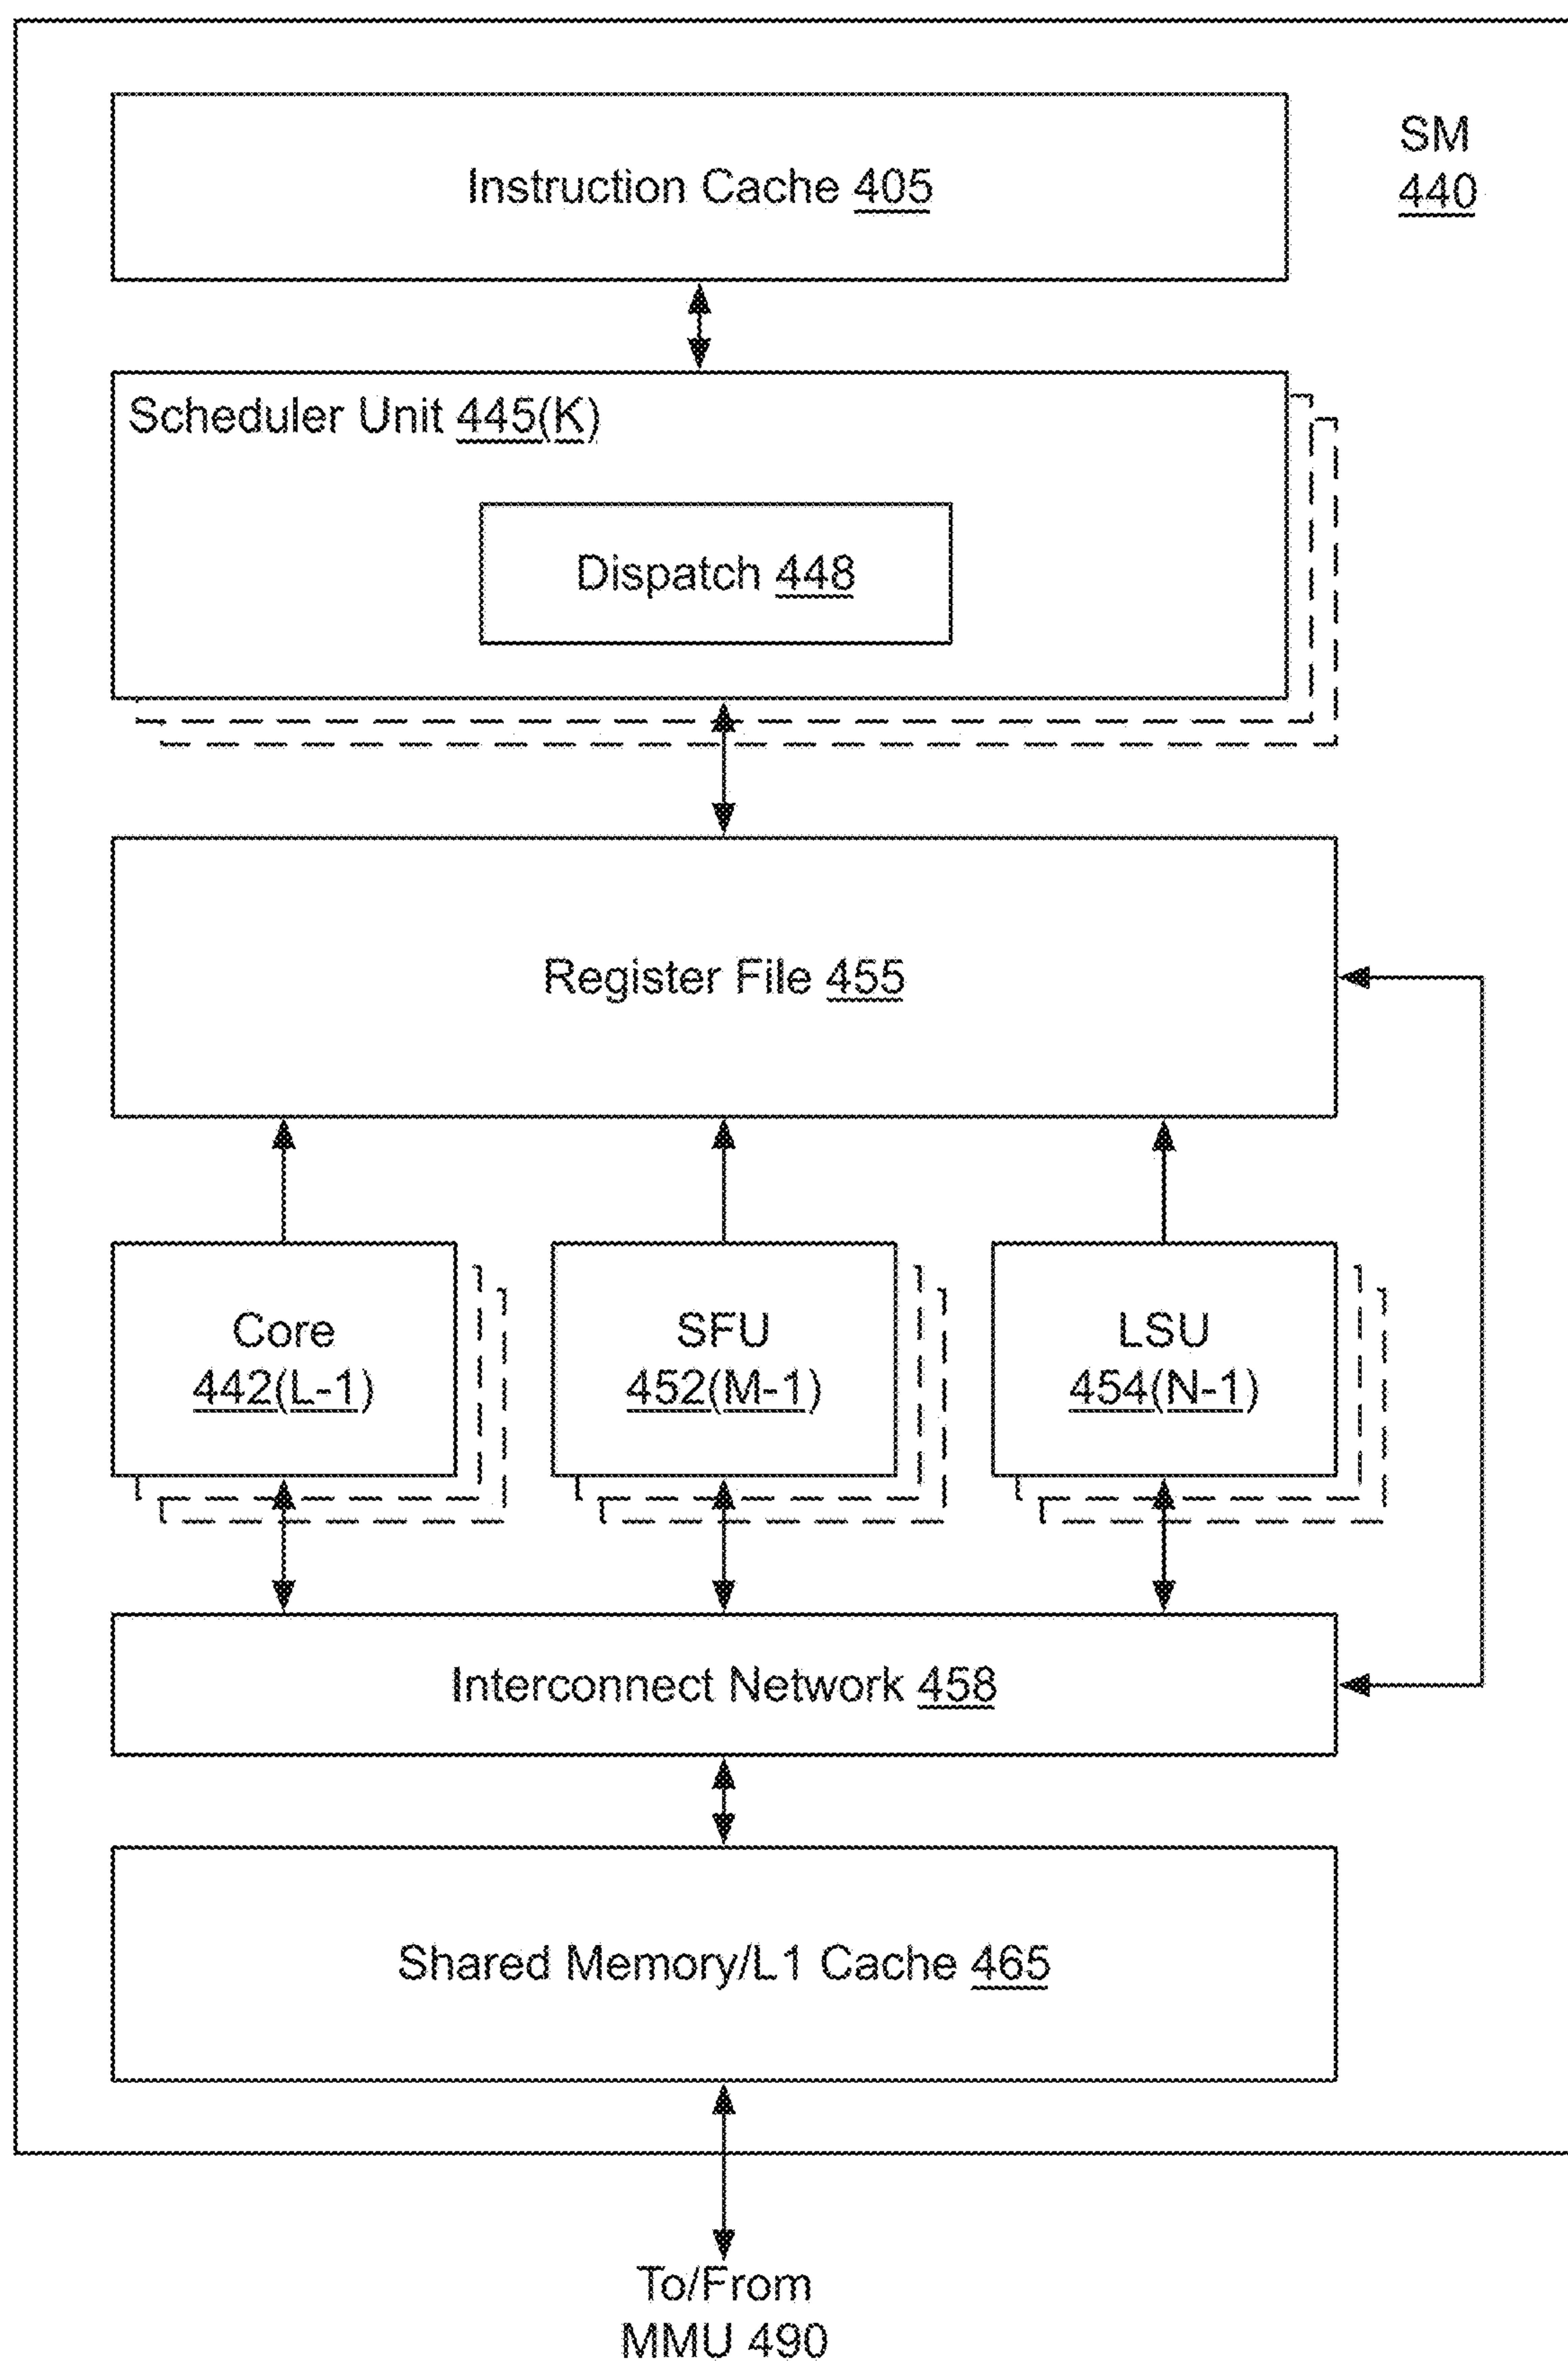 SM
440
Instruction Cache 405
Scheduler Unit 445(K)
Dispatch 448
Register File 455
Core
442(L-1)
SFU
452(M-1)
LSU
454(N-1)
Interconnect Network 458
Shared Memory/L1 Cache 465
To/From
MMU 490